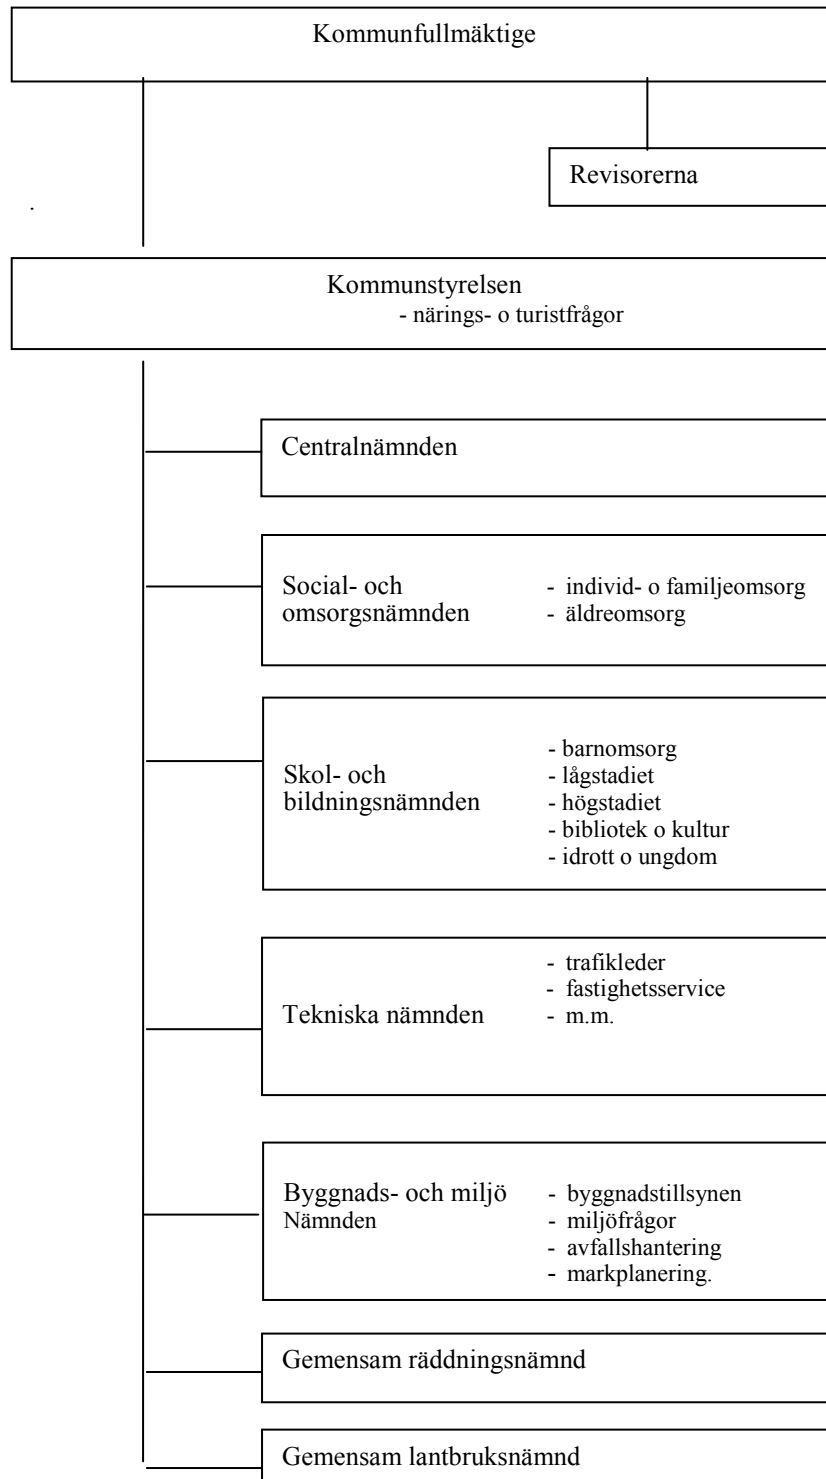 Kommunfullmäktige
Revisorerna
.
Kommunstyrelsen
- närings- o turistfrågor
Centralnämnden
Social- och
omsorgsnämnden
- individ- o familjeomsorg
- äldreomsorg
Skol- och
bildningsnämnden
- barnomsorg
- lågstadiet
- högstadiet
- bibliotek o kultur
- idrott o ungdom
Tekniska nämnden
- trafikleder
- fastighetsservice
- m.m.
Byggnads- och miljö
Nämnden
- byggnadstillsynen
- miljöfrågor
- avfallshantering
- markplanering.
Gemensam räddningsnämnd
Gemensam lantbruksnämnd